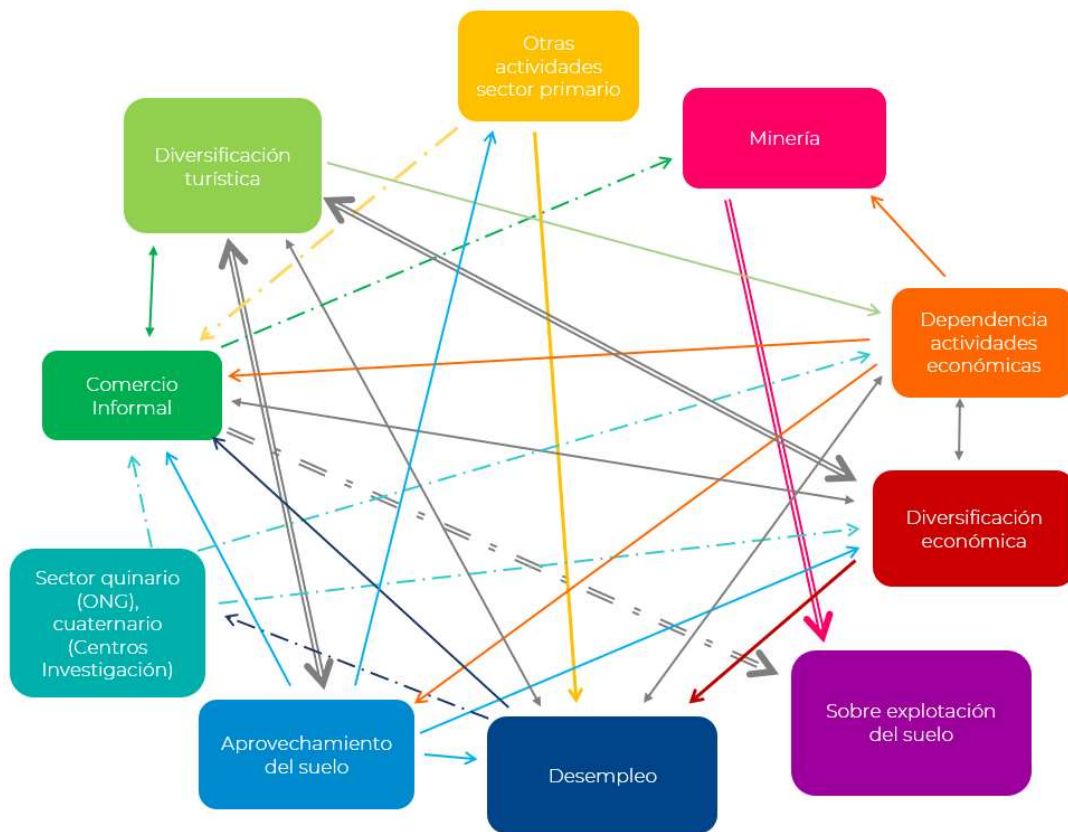 Otras
actividades
sector primario
Minería
Diversificación
turística
Dependencia
actividades
económicas
Comercio
Informal
Diversificación
económica
Sector quinario
(ONG),
cuaternario
(Centros
Investigación)
Sobre explotación
del suelo
Aprovechamiento
del suelo
Desempleo